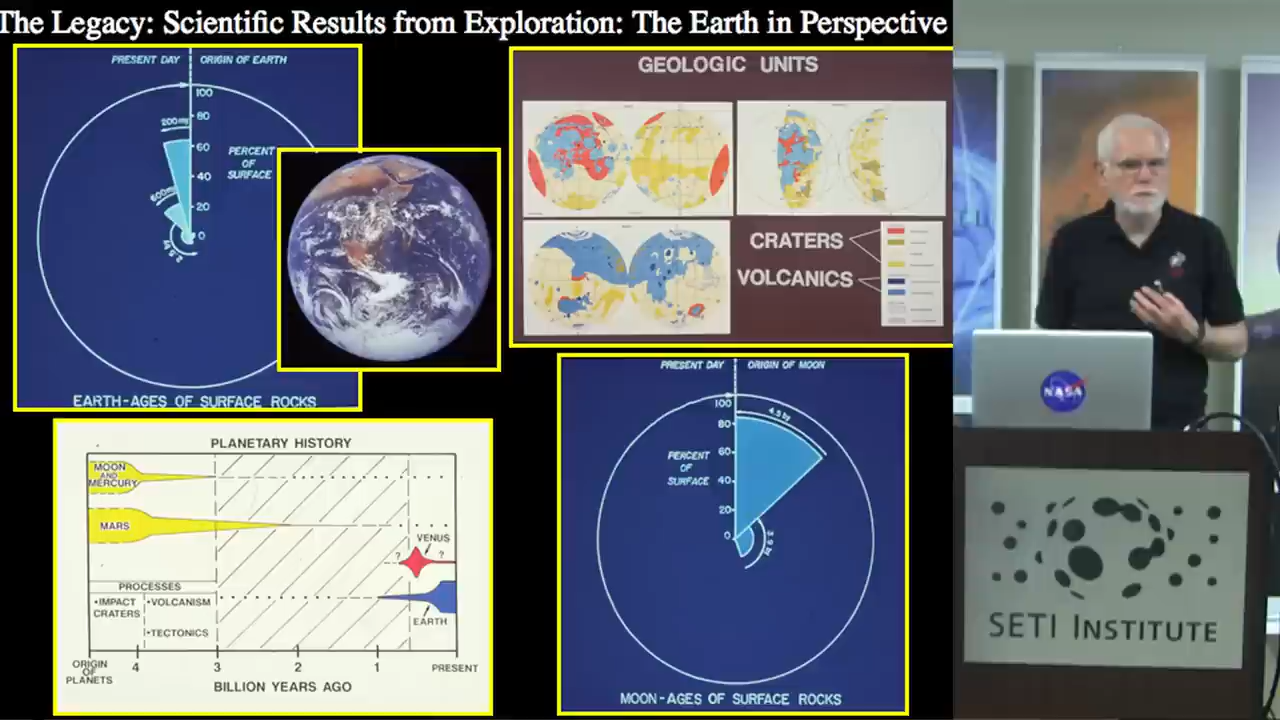 The Legacy: Scientific Results from Exploration: The Earth in Perspective
PRESENT DAY
ORIGIN OF EARTH
100
80
60
40
20
0
PERCENT
OF
SURFACE
EARTH-AGES OF SURFACE ROCKS
GEOLOGIC UNITS
CRATERS
VOLCANICS
PLANETARY HISTORY
MOON
AND
MERCURY
MARS
VENUS
?
?
EARTH
PROCESSES
•IMPACT
CRATERS
•VOLCANISM
•TECTONICS
ORIGIN
OF
PLANETS
4
3
2
1
PRESENT
BILLION YEARS AGO
PRESENT DAY
ORIGIN OF MOON
100
80
60
40
20
0
PERCENT
OF
SURFACE
4.5 by
3.9 by
MOON-AGES OF SURFACE ROCKS
NASA
SETI INSTITUTE